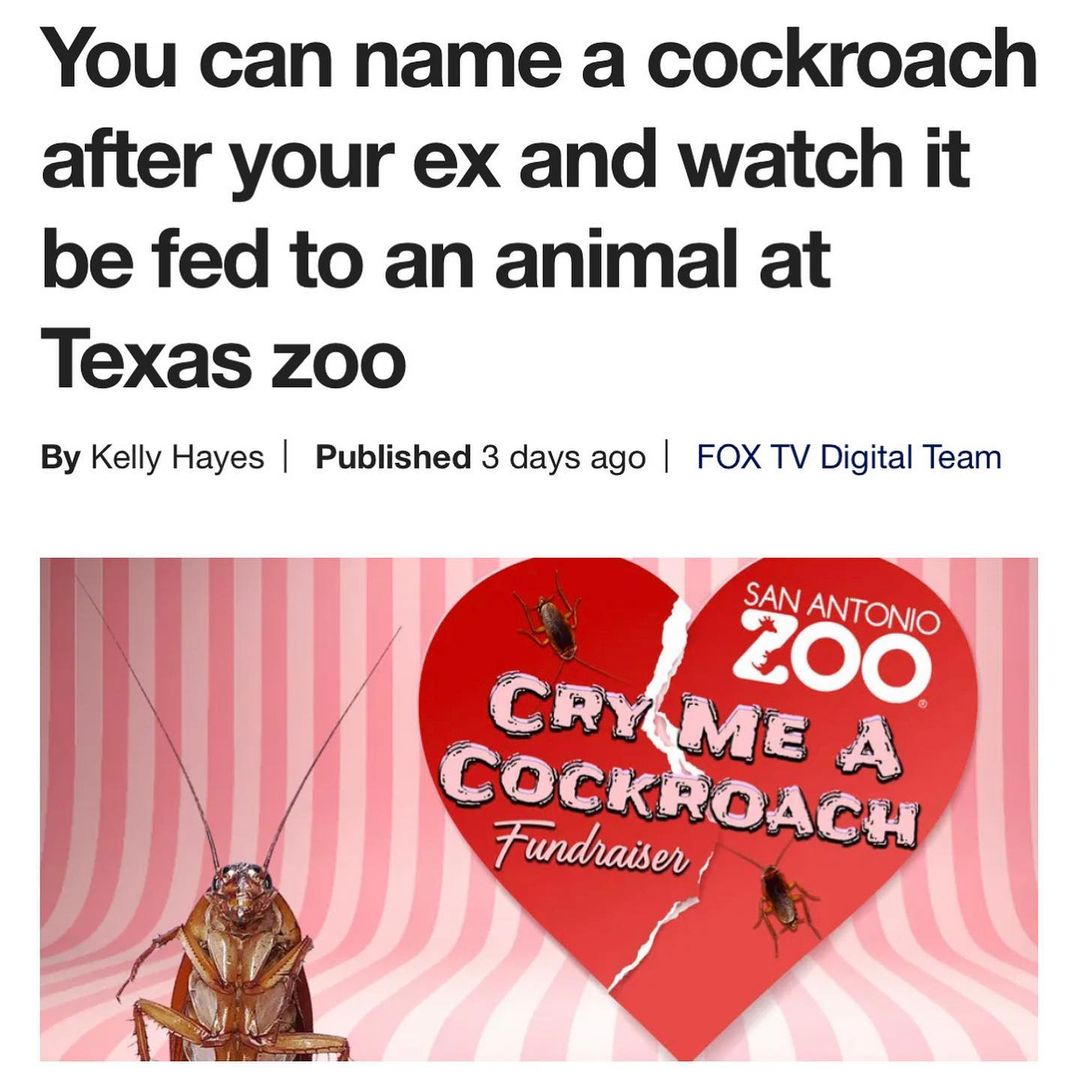 You can name a cockroach
after your ex and watch it
be fed to an animal at
Texas zoo
By Kelly Hayes | Published 3 days ago | FOX TV Digital Team
SAN ANTONIO
ZOO®
CRY ME A
COCKROACH
Fundraiser